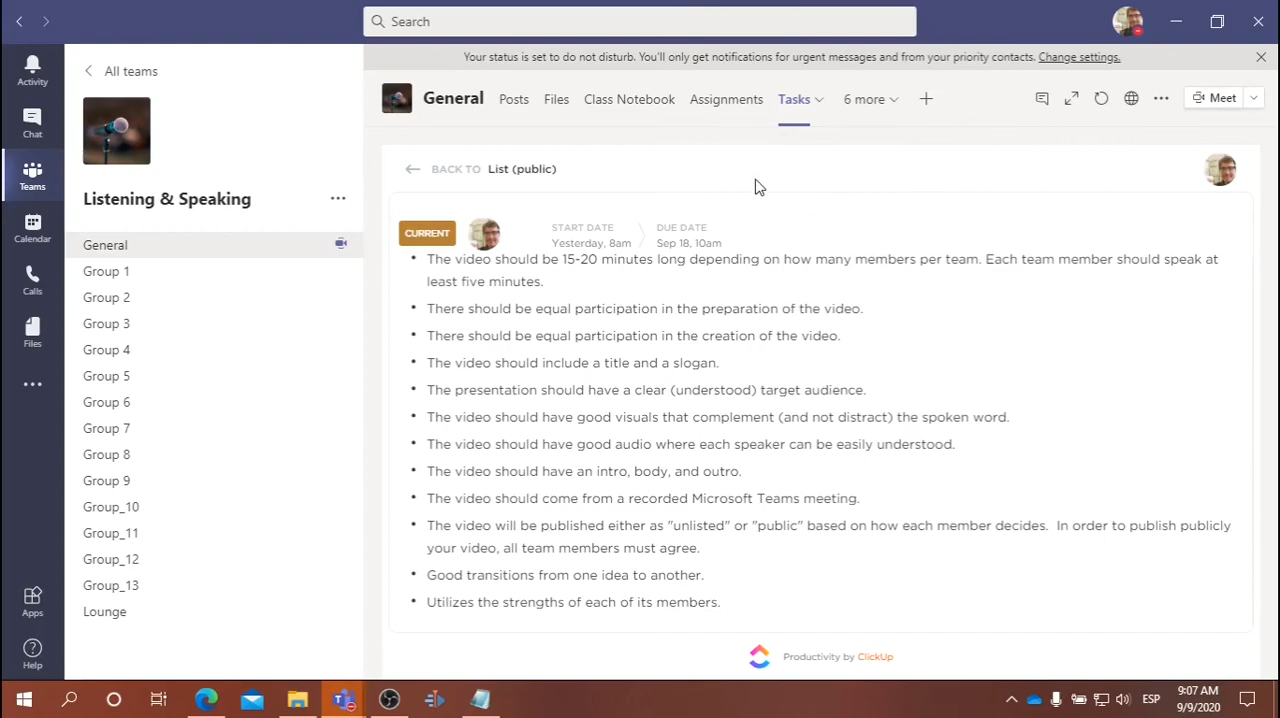 Search
Activity
Chat
Teams
Calendar
Calls
Files
Apps
Help
All teams
Listening & Speaking
General
Group 1
Group 2
Group 3
Group 4
Group 5
Group 6
Group 7
Group 8
Group 9
Group_10
Group_11
Group_12
Group_13
Lounge
Your status is set to do not disturb. You'll only get notifications for urgent messages and from your priority contacts. Change settings.
General Posts Files Class Notebook Assignments Tasks 6 more Meet
BACK TO List (public)
CURRENT
START DATE DUE DATE
Yesterday, 8am Sep 18, 10am
• The video should be 15-20 minutes long depending on how many members per team. Each team member should speak at
least five minutes.
• There should be equal participation in the preparation of the video.
• There should be equal participation in the creation of the video.
• The video should include a title and a slogan.
• The presentation should have a clear (understood) target audience.
• The video should have good visuals that complement (and not distract) the spoken word.
• The video should have good audio where each speaker can be easily understood.
• The video should have an intro, body, and outro.
• The video should come from a recorded Microsoft Teams meeting.
• The video will be published either as "unlisted" or "public" based on how each member decides. In order to publish publicly
your video, all team members must agree.
• Good transitions from one idea to another.
• Utilizes the strengths of each of its members.
Productivity by ClickUp
ESP
9:07 AM
9/9/2020